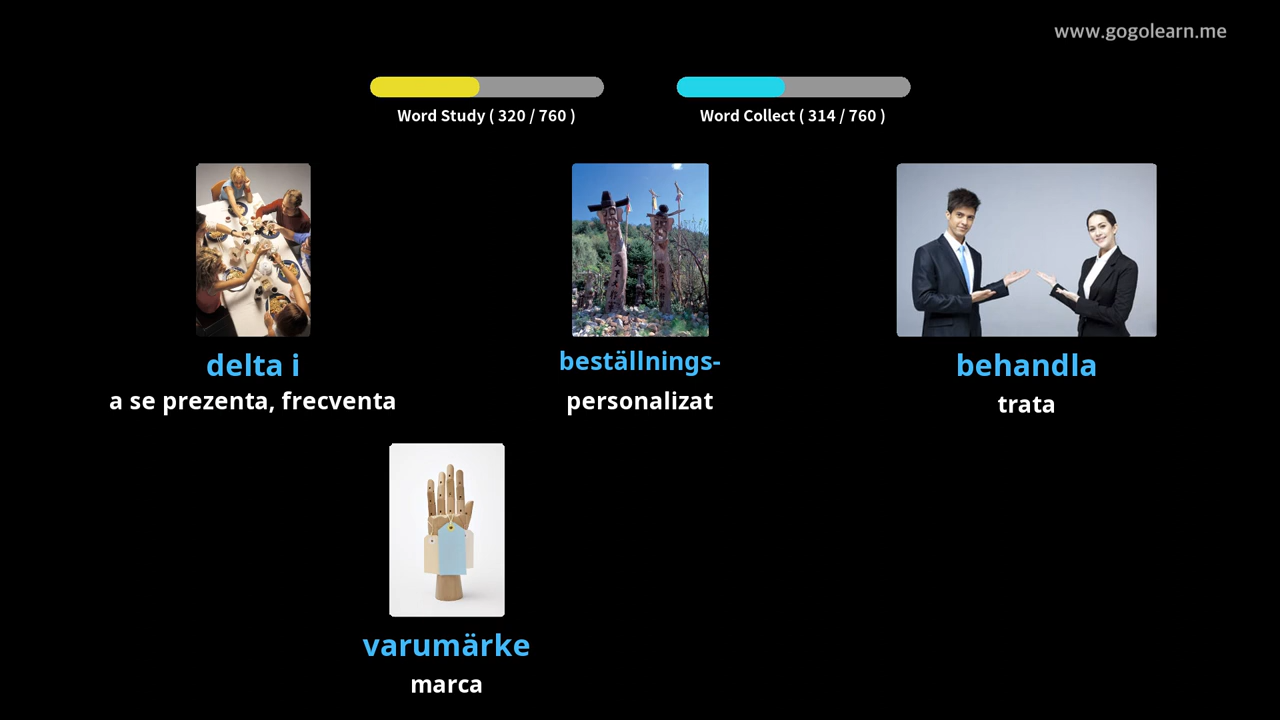 www.gogolearn.me
Word Study ( 320 / 760 )
Word Collect ( 314 / 760 )
delta i
a se prezenta, frecventa
beställnings-
personalizat
behandla
trata
varumärke
marca